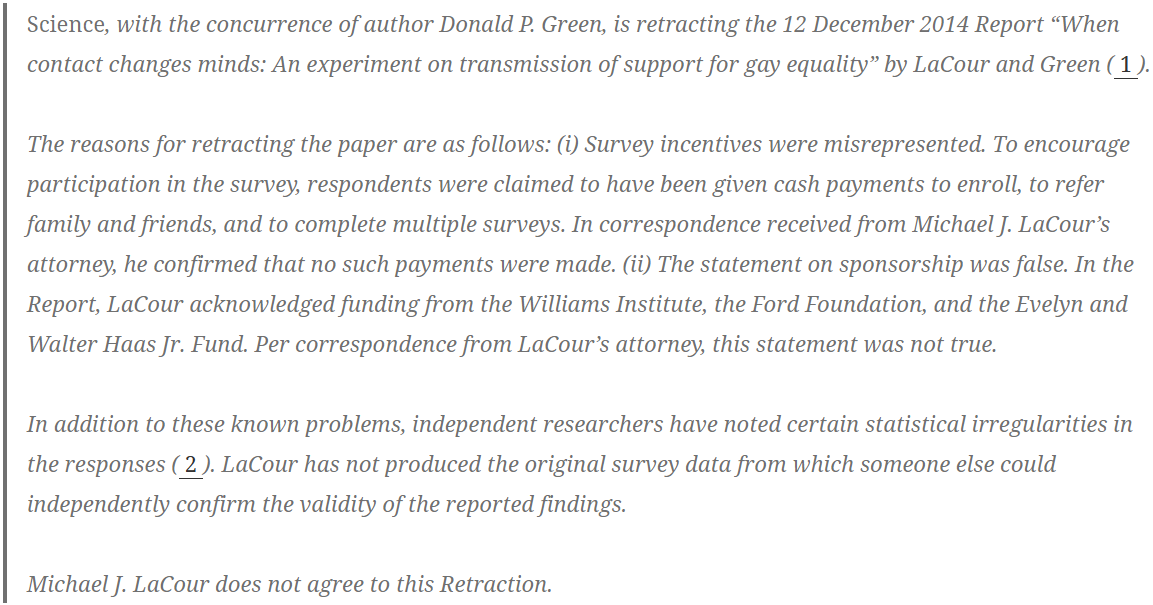 Science, with the concurrence of author Donald P. Green, is retracting the 12 December 2014 Report “When
contact changes minds: An experiment on transmission of support for gay equality” by LaCour and Green ( 1 ).
The reasons for retracting the paper are as follows: (i) Survey incentives were misrepresented. To encourage
participation in the survey, respondents were claimed to have been given cash payments to enroll, to refer
family and friends, and to complete multiple surveys. In correspondence received from Michael J. LaCour’s
attorney, he confirmed that no such payments were made. (ii) The statement on sponsorship was false. In the
Report, LaCour acknowledged funding from the Williams Institute, the Ford Foundation, and the Evelyn and
Walter Haas Jr. Fund. Per correspondence from LaCour’s attorney, this statement was not true.
In addition to these known problems, independent researchers have noted certain statistical irregularities in
the responses ( 2 ). LaCour has not produced the original survey data from which someone else could
independently confirm the validity of the reported findings.
Michael J. LaCour does not agree to this Retraction.